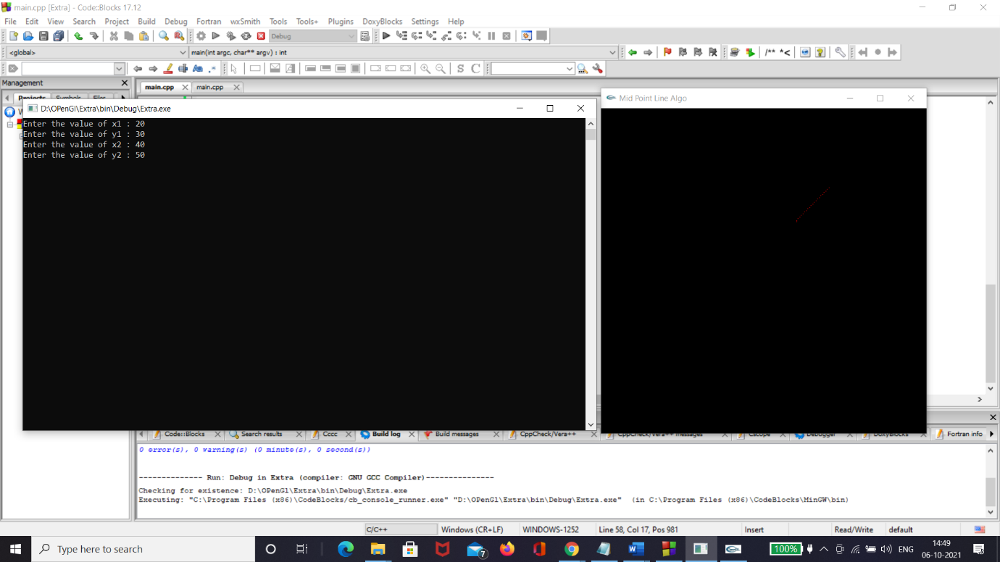 main.cpp [Extra] - Code::Blocks 17.12
File Edit View Search Project Build Debug Fortran wxSmith Tools Tools+ Plugins DoxyBlocks Settings Help
Debug
<global> main(int argc, char** argv) : int /** *<
S C
Management
main.cpp main.cpp
Projects Symbols Files
Mid Point Line Algo
D:\OPenGl\Extra\bin\Debug\Extra.exe
Enter the value of x1 : 20
Enter the value of y1 : 30
Enter the value of x2 : 40
Enter the value of y2 : 50
Code::Blocks Search results Cccc Build log Build messages CppCheck/Vera++ CppCheck/Vera++ messages Cscope Debugger DoxyBlocks Fortran info
0 error(s), 0 warning(s) (0 minute(s), 0 second(s))
-------------- Run: Debug in Extra (compiler: GNU GCC Compiler)---------------
Checking for existence: D:\OPenGl\Extra\bin\Debug\Extra.exe
Executing: "C:\Program Files (x86)\CodeBlocks/cb_console_runner.exe" "D:\OPenGl\Extra\bin\Debug\Extra.exe"  (in C:\Program Files (x86)\CodeBlocks\MinGW\bin)
C/C++ Windows (CR+LF) WINDOWS-1252 Line 58, Col 17, Pos 981 Insert Read/Write default
Type here to search 7 100% ENG 14:49
06-10-2021